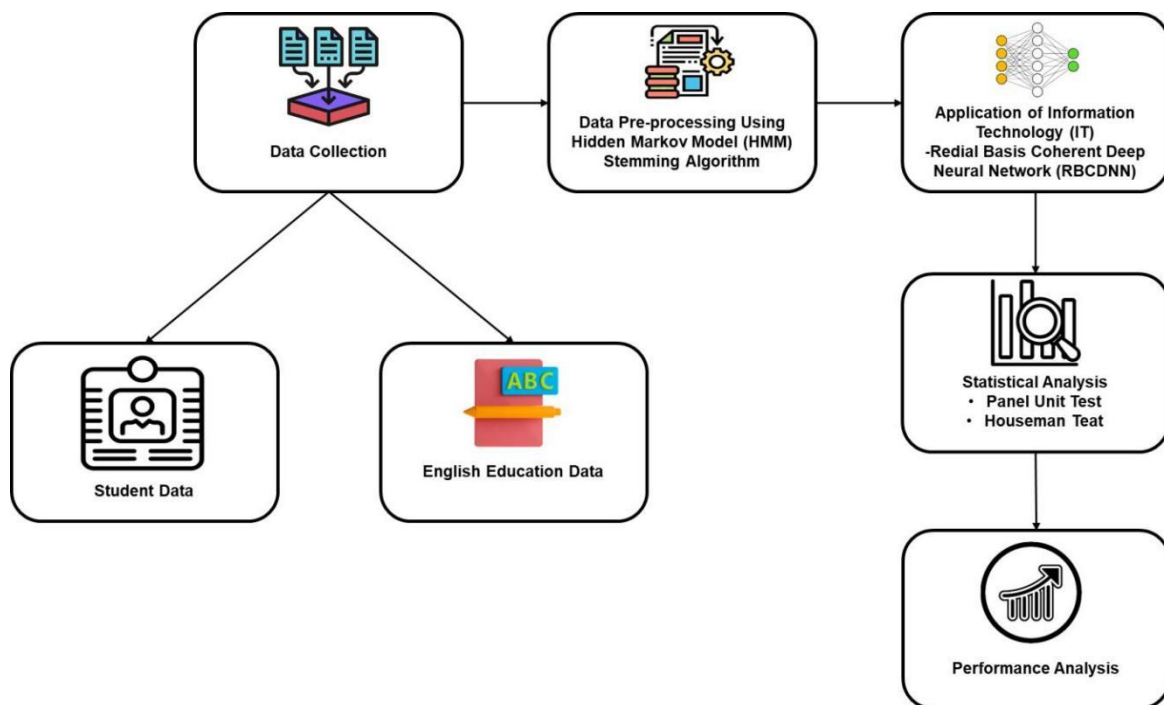 Data Collection
Data Pre-processing Using
Hidden Markov Model (HMM)
Stemming Algorithm
Application of Information
Technology (IT)
-Redial Basis Coherent Deep
Neural Network (RBCDNN)
Student Data
ABC
English Education Data
Statistical Analysis
• Panel Unit Test
• Houseman Teat
Performance Analysis